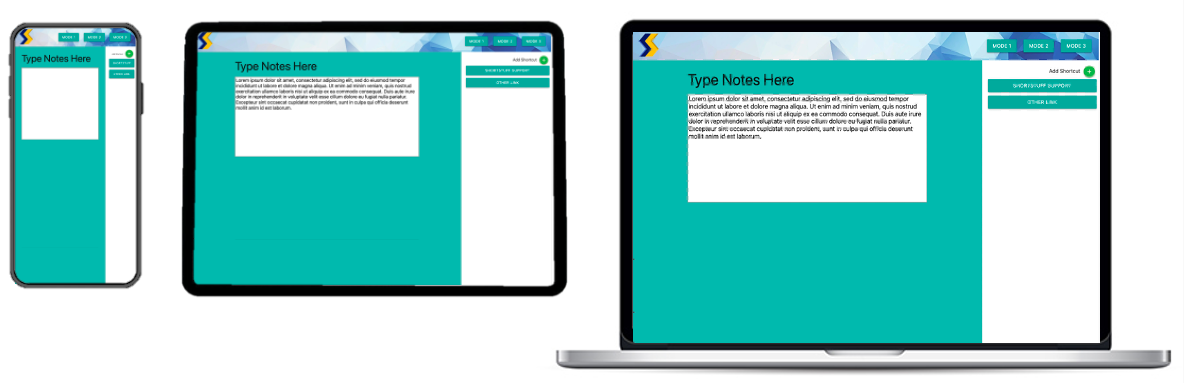 MODE 1 MODE 2 MODE 3
Type Notes Here
MODE 1 MODE 2 MODE 3
Add Shortcut +
Type Notes Here
SHORTSTUFF SUPPORT
OTHER LINK
Lorem ipsum dolor sit amet, consectetur adipiscing elit, sed do eiusmod tempor
incididunt ut labore et dolore magna aliqua. Ut enim ad minim veniam, quis nostrud
exercitation ullamco laboris nisi ut aliquip ex ea commodo consequat. Duis aute irure
dolor in reprehenderit in voluptate velit esse cillum dolore eu fugiat nulla pariatur.
Excepteur sint occaecat cupidatat non proident, sunt in culpa qui officia deserunt
mollit anim id est laborum.
MODE 1 MODE 2 MODE 3
Add Shortcut +
Type Notes Here
SHORTSTUFF SUPPORT
OTHER LINK
Lorem ipsum dolor sit amet, consectetur adipiscing elit, sed do eiusmod tempor
incididunt ut labore et dolore magna aliqua. Ut enim ad minim veniam, quis nostrud
exercitation ullamco laboris nisi ut aliquip ex ea commodo consequat. Duis aute irure
dolor in reprehenderit in voluptate velit esse cillum dolore eu fugiat nulla pariatur.
Excepteur sint occaecat cupidatat non proident, sunt in culpa qui officia deserunt
mollit anim id est laborum.